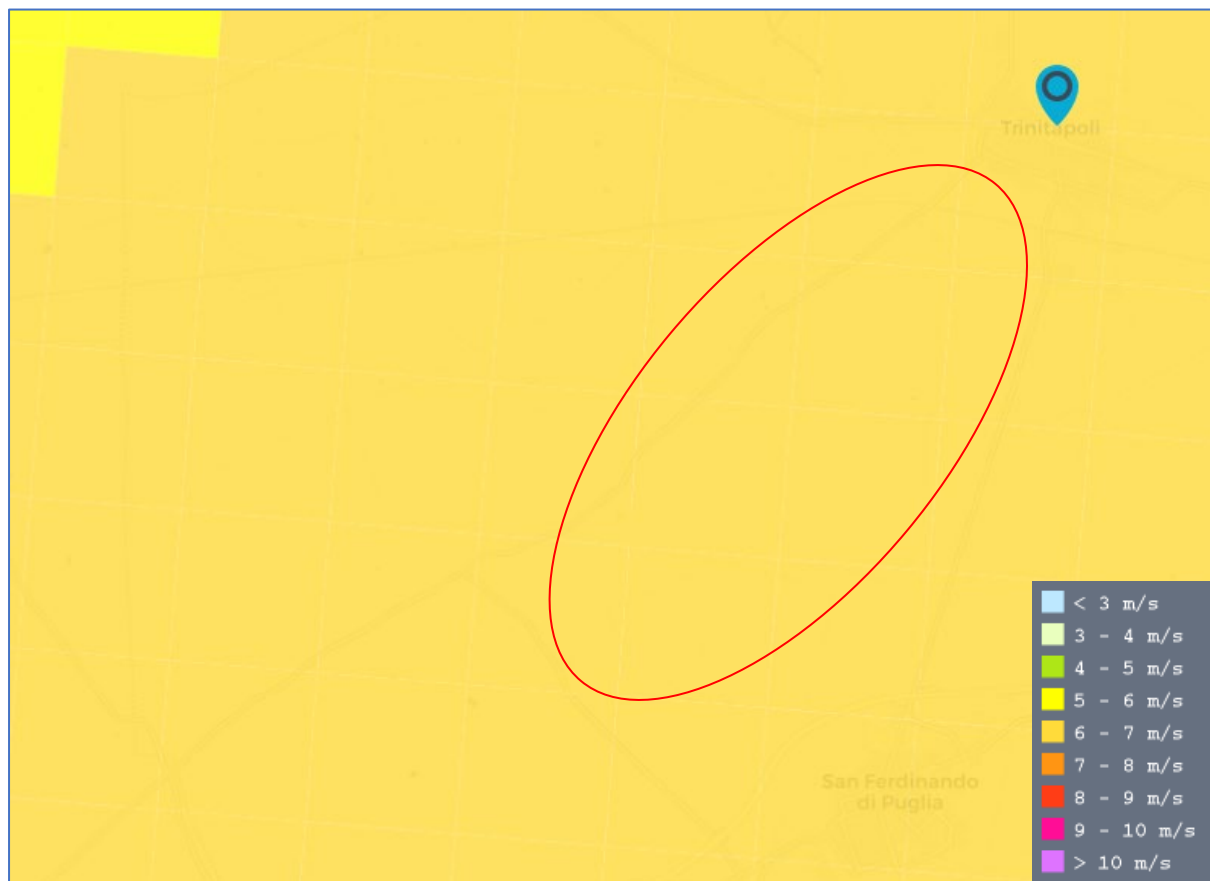 Trinitapoli
San Ferdinando
di Puglia
< 3 m/s
3 - 4 m/s
4 - 5 m/s
5 - 6 m/s
6 - 7 m/s
7 - 8 m/s
8 - 9 m/s
9 - 10 m/s
> 10 m/s